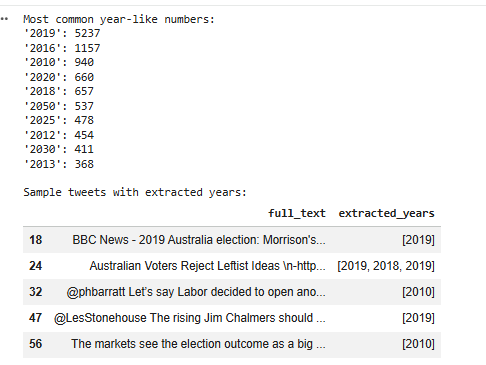 Most common year-like numbers:
'2019': 5237
'2016': 1157
'2010': 940
'2020': 660
'2018': 657
'2050': 537
'2025': 478
'2012': 454
'2030': 411
'2013': 368
Sample tweets with extracted years:
full_text extracted_years
18 BBC News - 2019 Australia election: Morrison's... [2019]
24 Australian Voters Reject Leftist Ideas \n-http... [2019, 2018, 2019]
32 @phbarratt Let’s say Labor decided to open ano... [2010]
47 @LesStonehouse The rising Jim Chalmers should ... [2019]
56 The markets see the election outcome as a big ... [2010]